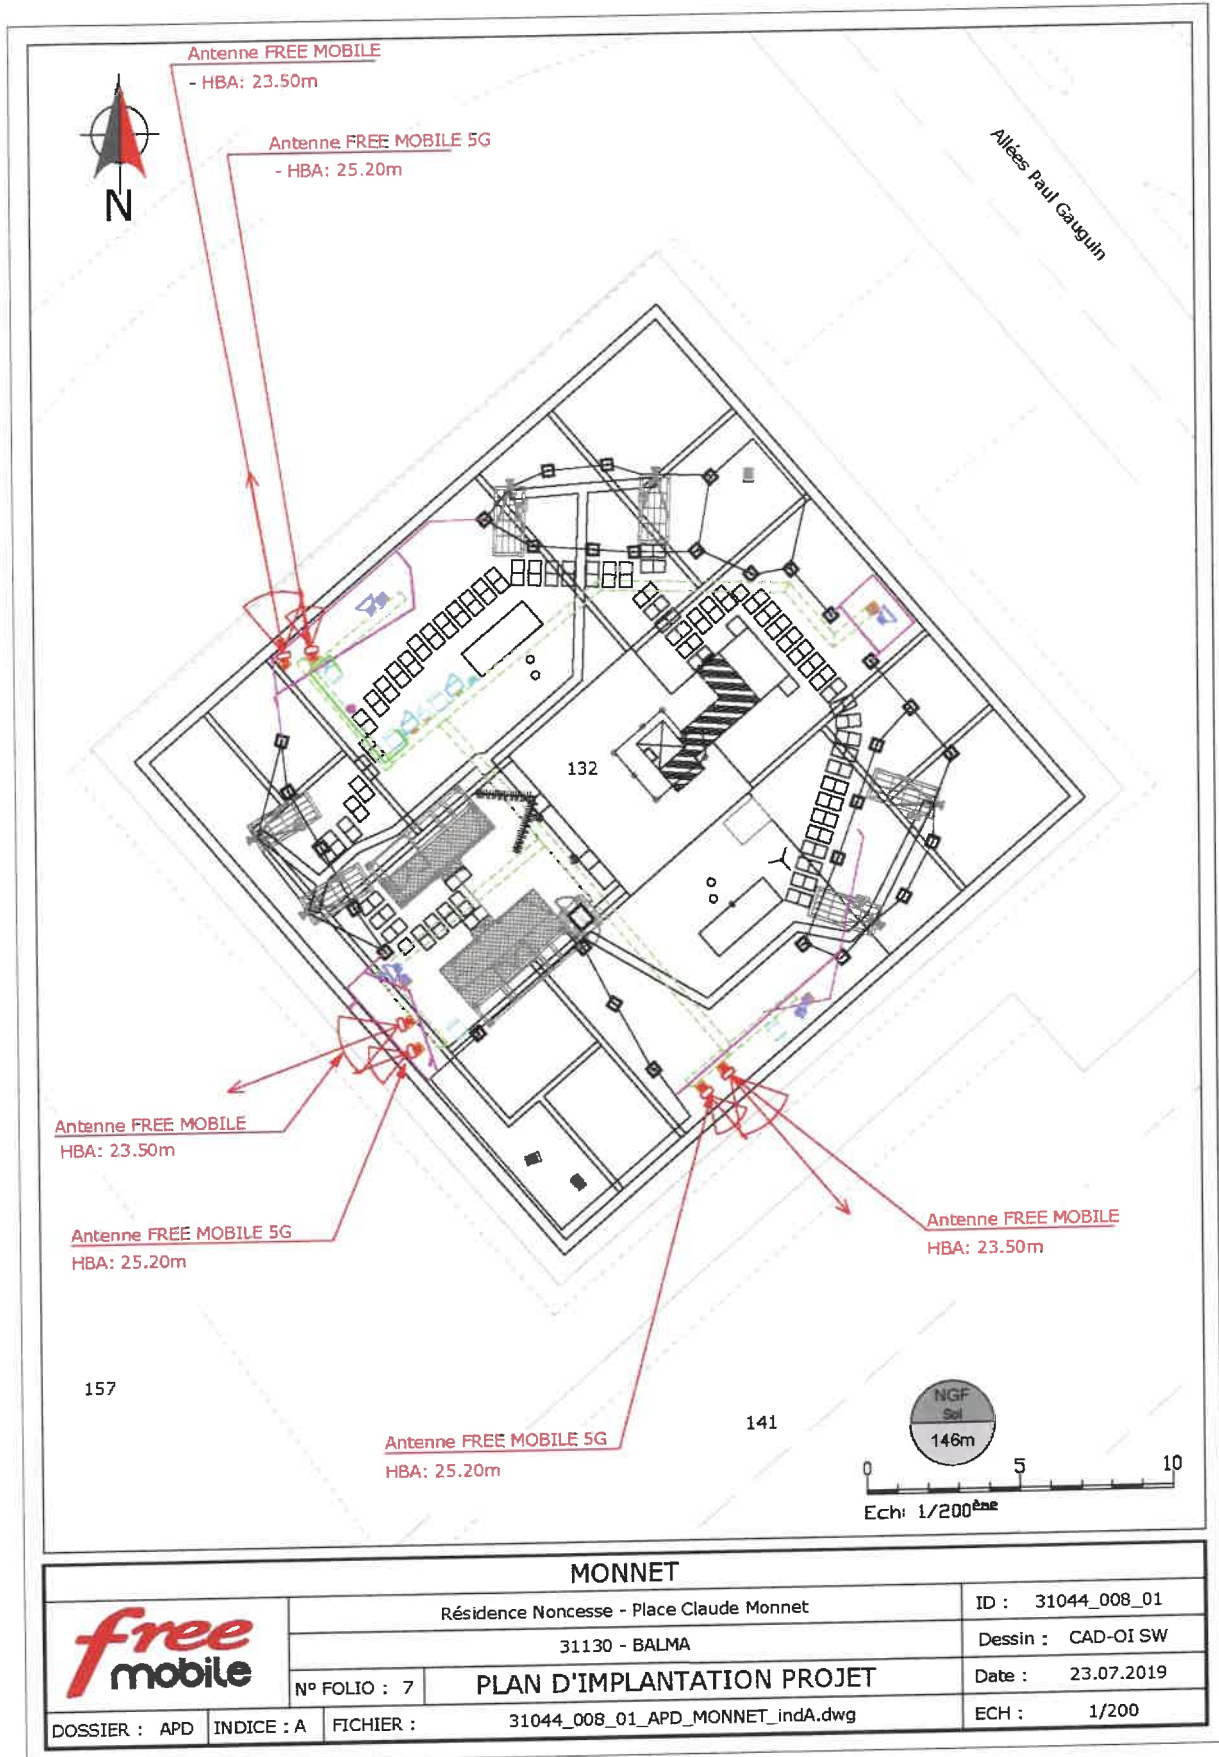 Antenne FREE MOBILE
- HBA: 23.50m
Antenne FREE MOBILE 5G
- HBA: 25.20m
N
Allées Paul Gauguin
132
Antenne FREE MOBILE
HBA: 23.50m
Antenne FREE MOBILE 5G
HBA: 25.20m
Antenne FREE MOBILE
HBA: 23.50m
157
Antenne FREE MOBILE 5G
HBA: 25.20m
141
NGF
Sol
146m
0 5 10
Ech: 1/200ème
MONNET
free
mobile
Résidence Noncesse - Place Claude Monnet
ID : 31044_008_01
31130 - BALMA
Dessin : CAD-OI SW
N° FOLIO : 7
PLAN D'IMPLANTATION PROJET
Date : 23.07.2019
DOSSIER : APD
INDICE : A
FICHIER : 31044_008_01_APD_MONNET_indA.dwg
ECH : 1/200